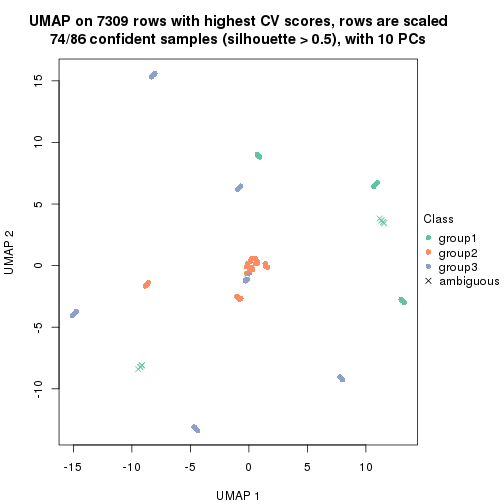 UMAP on 7309 rows with highest CV scores, rows are scaled
74/86 confident samples (silhouette > 0.5), with 10 PCs
15
10
5
0
-5
-10
UMAP 2
-15
-10
-5
0
5
10
UMAP 1
Class
group1
group2
group3
ambiguous